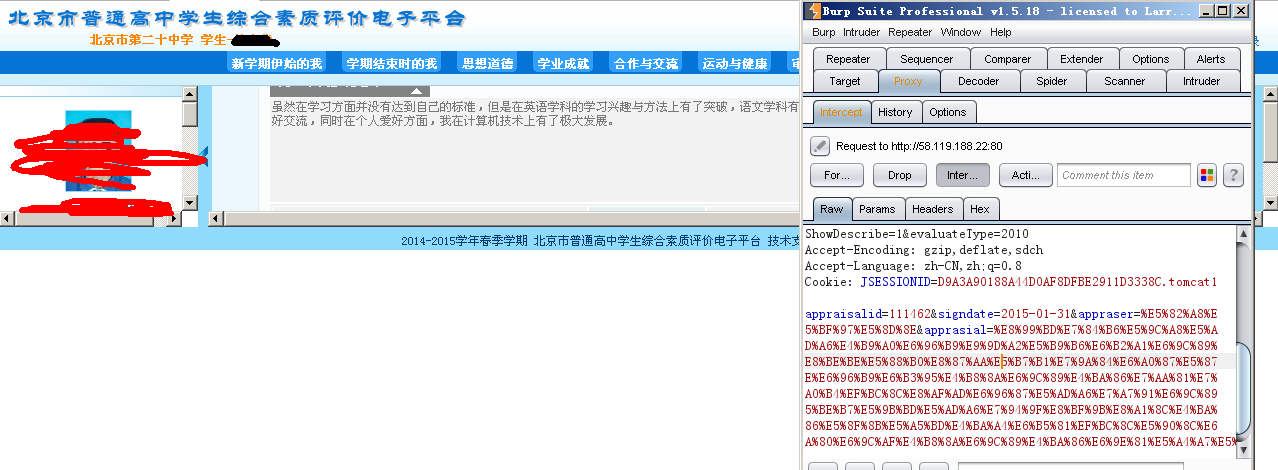 北京市普通高中学生综合素质评价电子平台
北京市第二十中学 学生-
新学期伊始的我 学期结束时的我 思想道德 学业成就 合作与交流 运动与健康
虽然在学习方面并没有达到自己的标准，但是在英语学科的学习兴趣与方法上有了突破，语文学科有
好交流，同时在个人爱好方面，我在计算机技术上有了极大发展。
2014-2015学年春季学期 北京市普通高中学生综合素质评价电子平台 技术支
Burp Suite Professional v1.5.18 - licensed to Larr...
Burp Intruder Repeater Window Help
Repeater Sequencer Comparer Extender Options Alerts
Target Proxy Decoder Spider Scanner Intruder
Intercept History Options
Request to http://58.119.188.22:80
For... Drop Inter... Acti... Comment this item ?
Raw Params Headers Hex
ShowDescribe=1&evaluateType=2010
Accept-Encoding: gzip,deflate,sdch
Accept-Language: zh-CN,zh;q=0.8
Cookie: JSESSIONID=D9A3A90188A44D0AF8DFBE2911D3338C.tomcat1
appraisalid=111462&signdate=2015-01-31&appraser=%E5%82%A8%E
5%BF%97%E5%8D%8E&apprasial=%E8%99%BD%E7%84%B6%E5%9C%A8%E5%A
D%A6%E4%B9%A0%E6%96%B9%E9%9D%A2%E5%B9%B6%E6%B2%A1%E6%9C%89%
E8%BE%BE%E5%88%B0%E8%87%AA%E5%B7%B1%E7%9A%84%E6%A0%87%E5%87
E%E6%96%B9%E6%B3%95%E4%B8%8A%E6%9C%89%E4%BA%86%E7%AA%81%E7%
A0%B4%EF%BC%8C%E8%AF%AD%E6%96%87%E5%AD%A6%E7%A7%91%E6%9C%89
5%BE%B7%E5%9B%BD%E5%AD%A6%E7%94%9F%E8%BF%9B%E8%A1%8C%E4%BA%
86%E5%8F%8B%E5%A5%BD%E4%BA%A4%E6%B5%81%EF%BC%8C%E5%90%8C%E6
A%80%E6%9C%AF%E4%B8%8A%E6%9C%89%E4%BA%86%E6%9E%81%E5%A4%A7%E5%